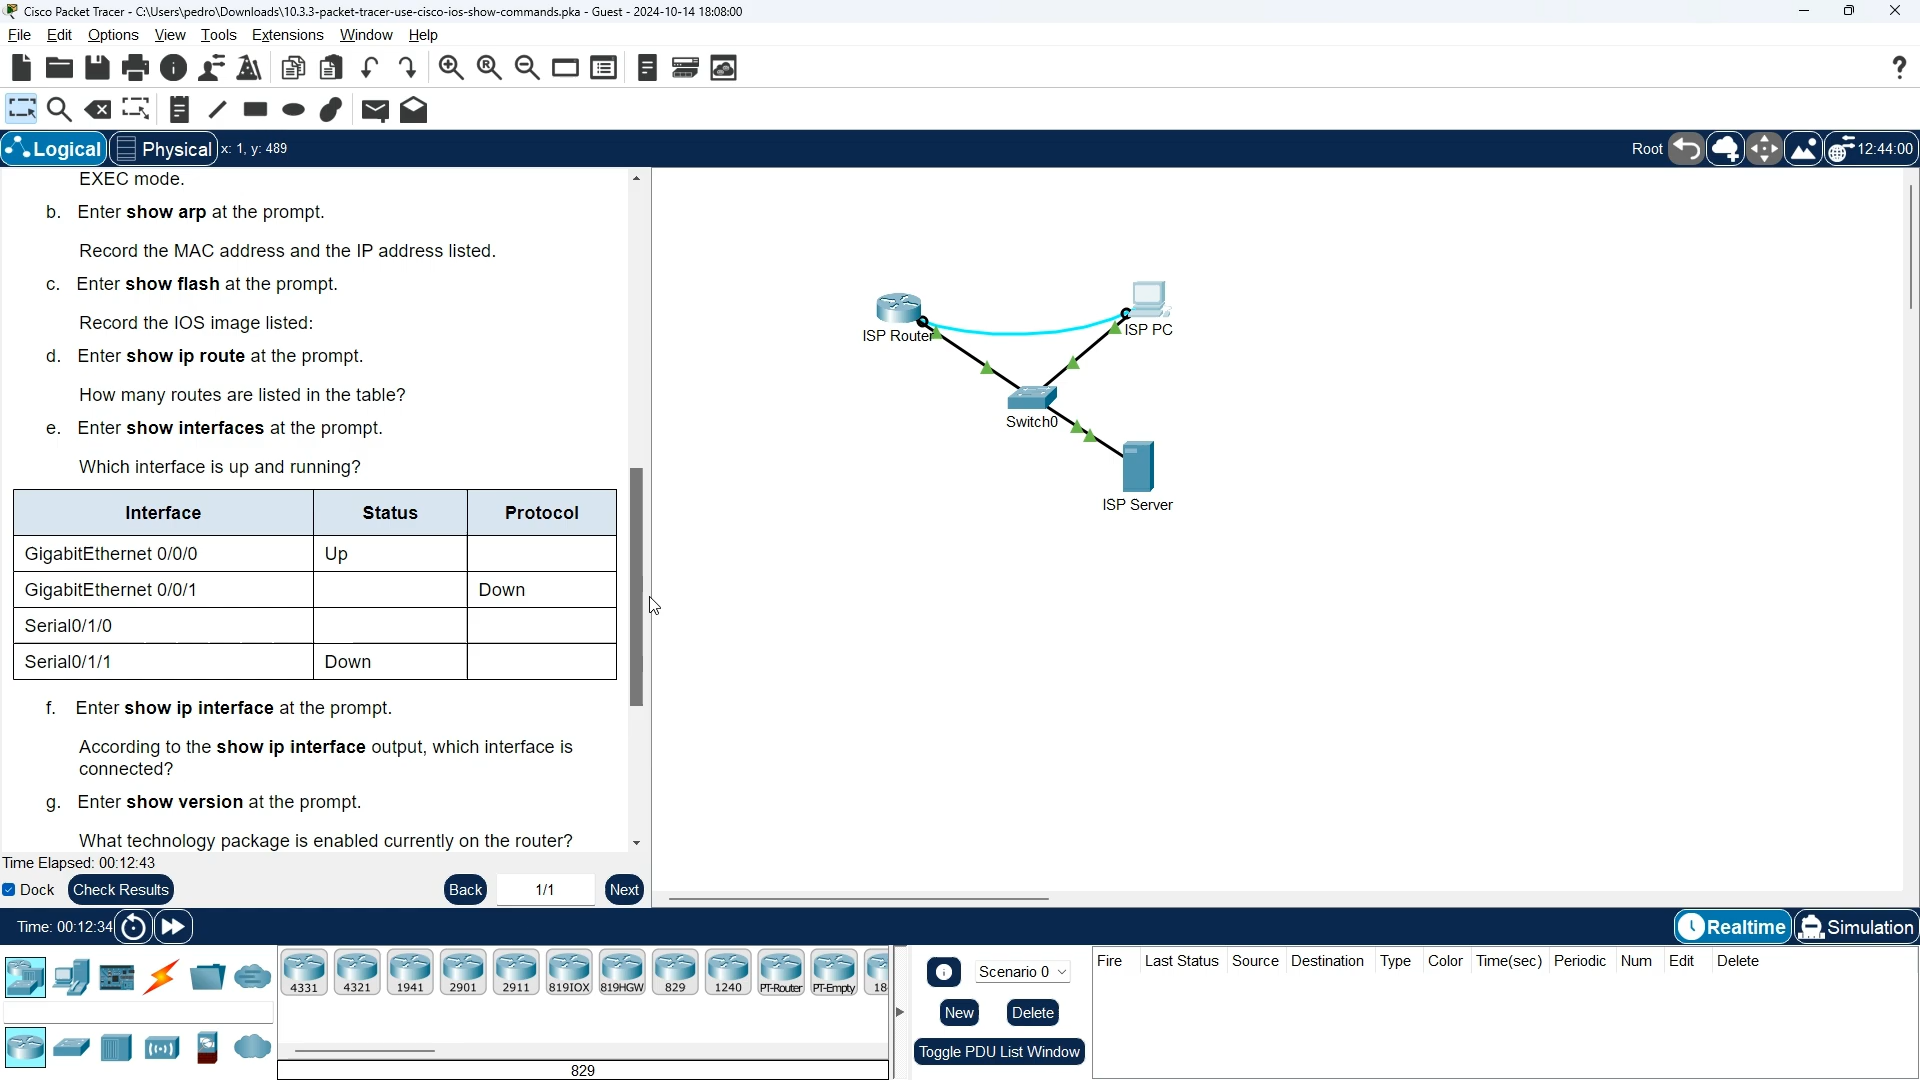 Cisco Packet Tracer - C:\Users\pedro\Downloads\10.3.3-packet-tracer-use-cisco-ios-show-commands.pka - Guest - 2024-10-14 18:08:00
File Edit Options View Tools Extensions Window Help
Logical Physical x: 1, y: 489 Root 12:44:00
EXEC mode.
b. Enter show arp at the prompt.
Record the MAC address and the IP address listed.
c. Enter show flash at the prompt.
Record the IOS image listed:
d. Enter show ip route at the prompt.
How many routes are listed in the table?
e. Enter show interfaces at the prompt.
Which interface is up and running?
Interface Status Protocol
GigabitEthernet 0/0/0 Up
GigabitEthernet 0/0/1 Down
Serial0/1/0
Serial0/1/1 Down
f. Enter show ip interface at the prompt.
According to the show ip interface output, which interface is
connected?
g. Enter show version at the prompt.
What technology package is enabled currently on the router?
Time Elapsed: 00:12:43
Dock Check Results Back 1/1 Next
ISP Router
ISP PC
Switch0
ISP Server
Time: 00:12:34 Realtime Simulation
4331 4321 1941 2901 2911 819IOX 819HGW 829 1240 PT-Router PT-Empty 18
829
Scenario 0
New Delete
Toggle PDU List Window
Fire Last Status Source Destination Type Color Time(sec) Periodic Num Edit Delete